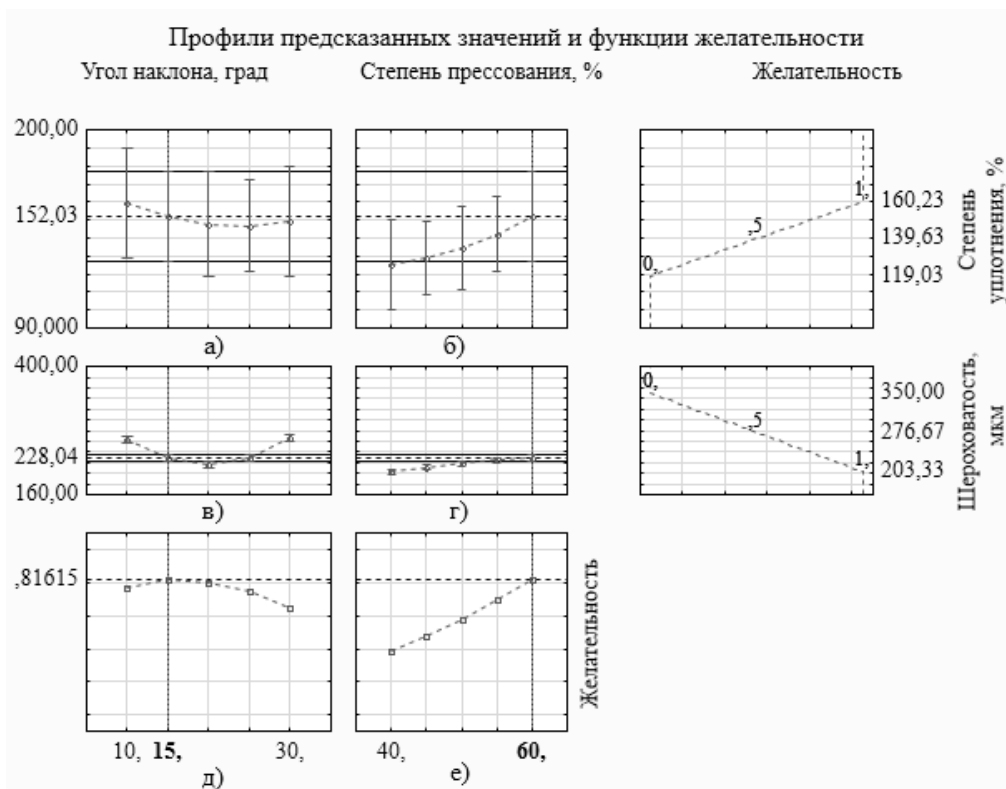 Профили предсказанных значений и функции желательности
Угол наклона, град
Степень прессования, %
Желательность
200,00
152,03
90,000
а)
б)
0,
,5
1,
160,23
139,63
119,03
Степень
уплотнения, %
400,00
228,04
160,00
в)
г)
0,
,5
1,
350,00
276,67
203,33
Шероховатость,
мкм
,81615
Желательность
10,
15,
30,
40,
60,
д)
е)